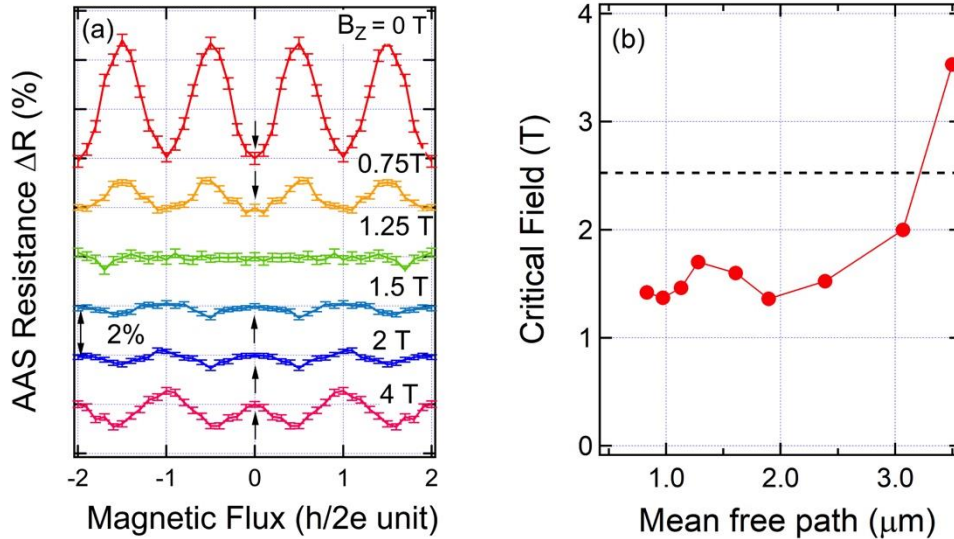 (a)
B_Z = 0 T
0.75T
1.25 T
1.5 T
2%
2 T
4 T
AAS Resistance ΔR (%)
-2
-1
0
1
2
Magnetic Flux (h/2e unit)
(b)
4
3
2
1
0
Critical Field (T)
1.0
2.0
3.0
Mean free path (μm)